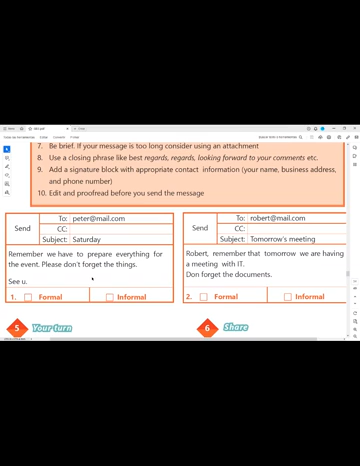 7. Be brief. If your message is too long consider using an attachment
8. Use a closing phrase like best regards, regards, looking forward to your comments etc.
9. Add a signature block with appropriate contact information (your name, business address,
and phone number)
10. Edit and proofread before you send the message
Send
To: peter@mail.com
CC:
Subject: Saturday
Remember we have to prepare everything for
the event. Please don't forget the things.
See u.
1. Formal Informal
Send
To: robert@mail.com
CC:
Subject: Tomorrow's meeting
Robert, remember that tomorrow we are having
a meeting with IT.
Don forget the documents.
2. Formal Informal
5 Your turn
6 Share